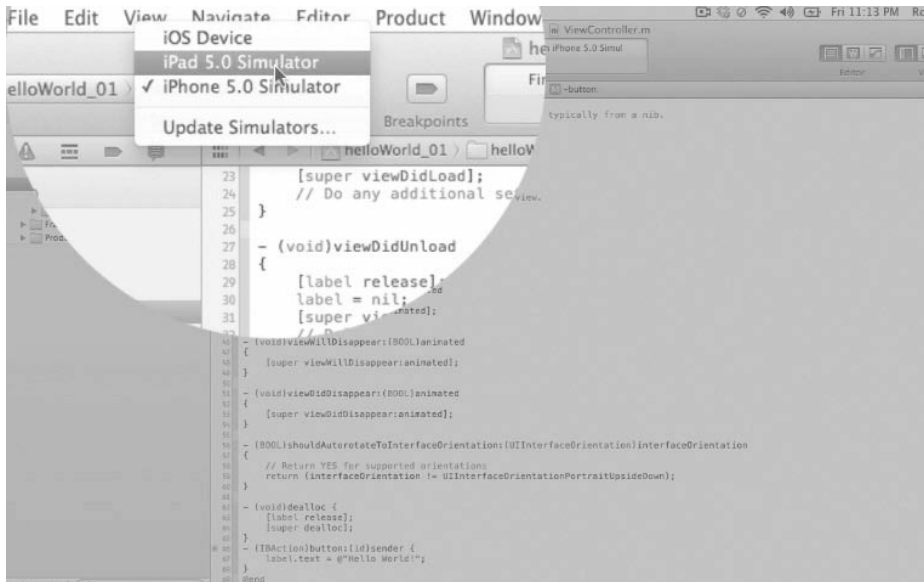 File Edit View Navigate Editor Product Window
Fri 11:13 PM
iOS Device
iPad 5.0 Simulator
✓ iPhone 5.0 Simulator
Update Simulators...
elloWorld_01
Breakpoints
m ViewController.m
iPhone 5.0 Simul
Editor
-button:
helloWorld_01
typically from a nib.
23 [super viewDidLoad];
24 // Do any additional se
view.
25 }
26
27 - (void)viewDidUnload
28 {
29 [label release];
30 label = nil;
31 [super vi
- (void)viewWillDisappear:(BOOL)animated
{
[super viewWillDisappear:animated];
}
- (void)viewDidDisappear:(BOOL)animated
{
[super viewDidDisappear:animated];
}
- (BOOL)shouldAutorotateToInterfaceOrientation:(UIInterfaceOrientation)interfaceOrientation
{
// Return YES for supported orientations
return (interfaceOrientation != UIInterfaceOrientationPortraitUpsideDown);
}
- (void)dealloc {
[label release];
[super dealloc];
}
- (IBAction)button:(id)sender {
label.text = @"Hello World!";
}
@end